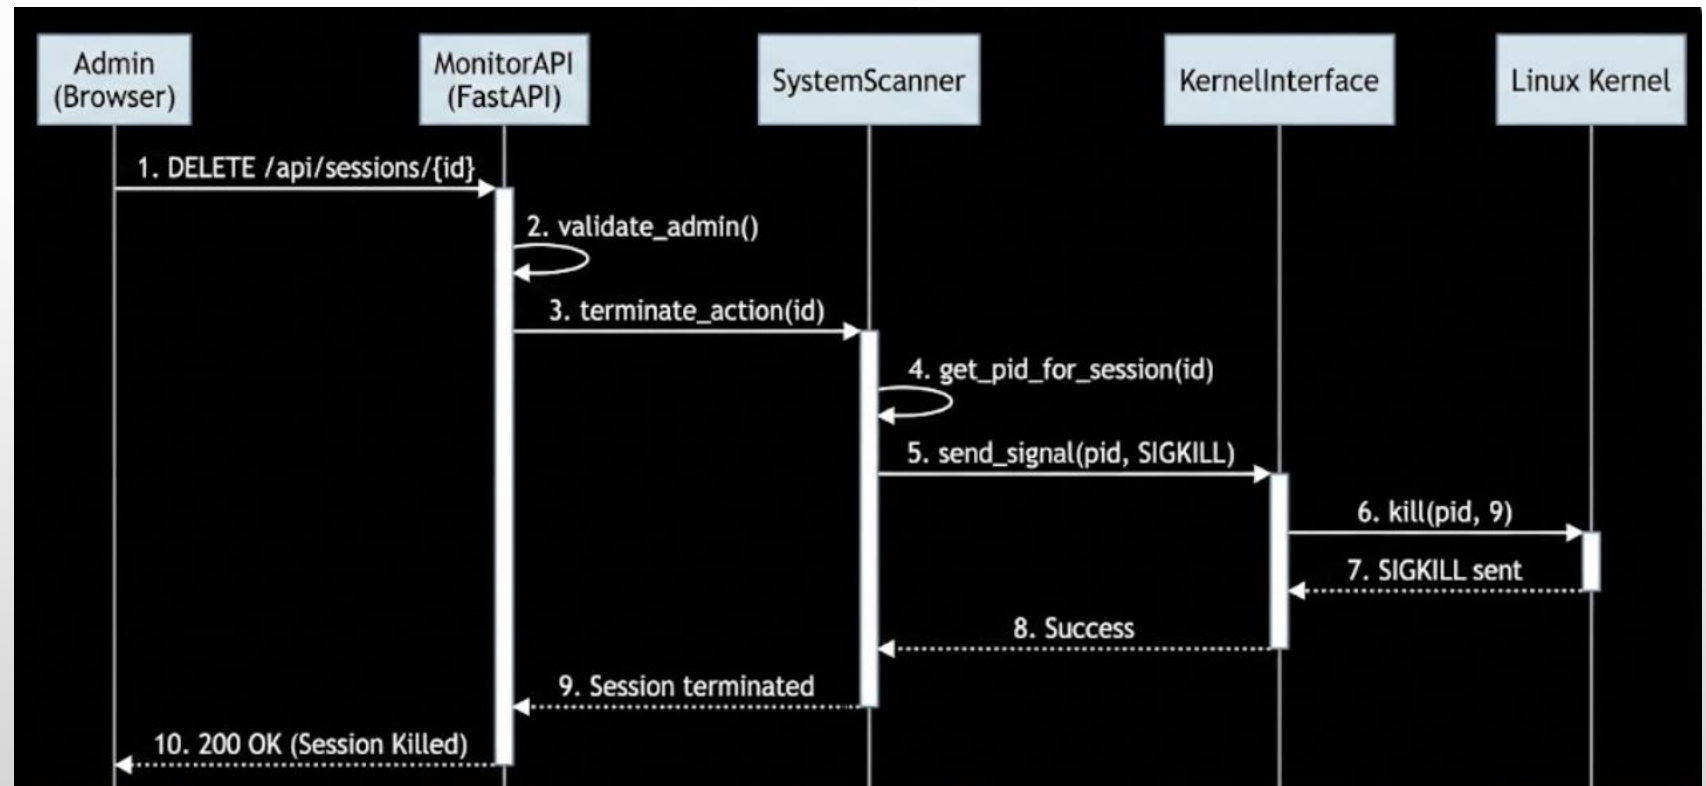 Admin
(Browser)
MonitorAPI
(FastAPI)
SystemScanner
KernelInterface
Linux Kernel
1. DELETE /api/sessions/{id}
2. validate_admin()
3. terminate_action(id)
4. get_pid_for_session(id)
5. send_signal(pid, SIGKILL)
6. kill(pid, 9)
7. SIGKILL sent
8. Success
9. Session terminated
10. 200 OK (Session Killed)